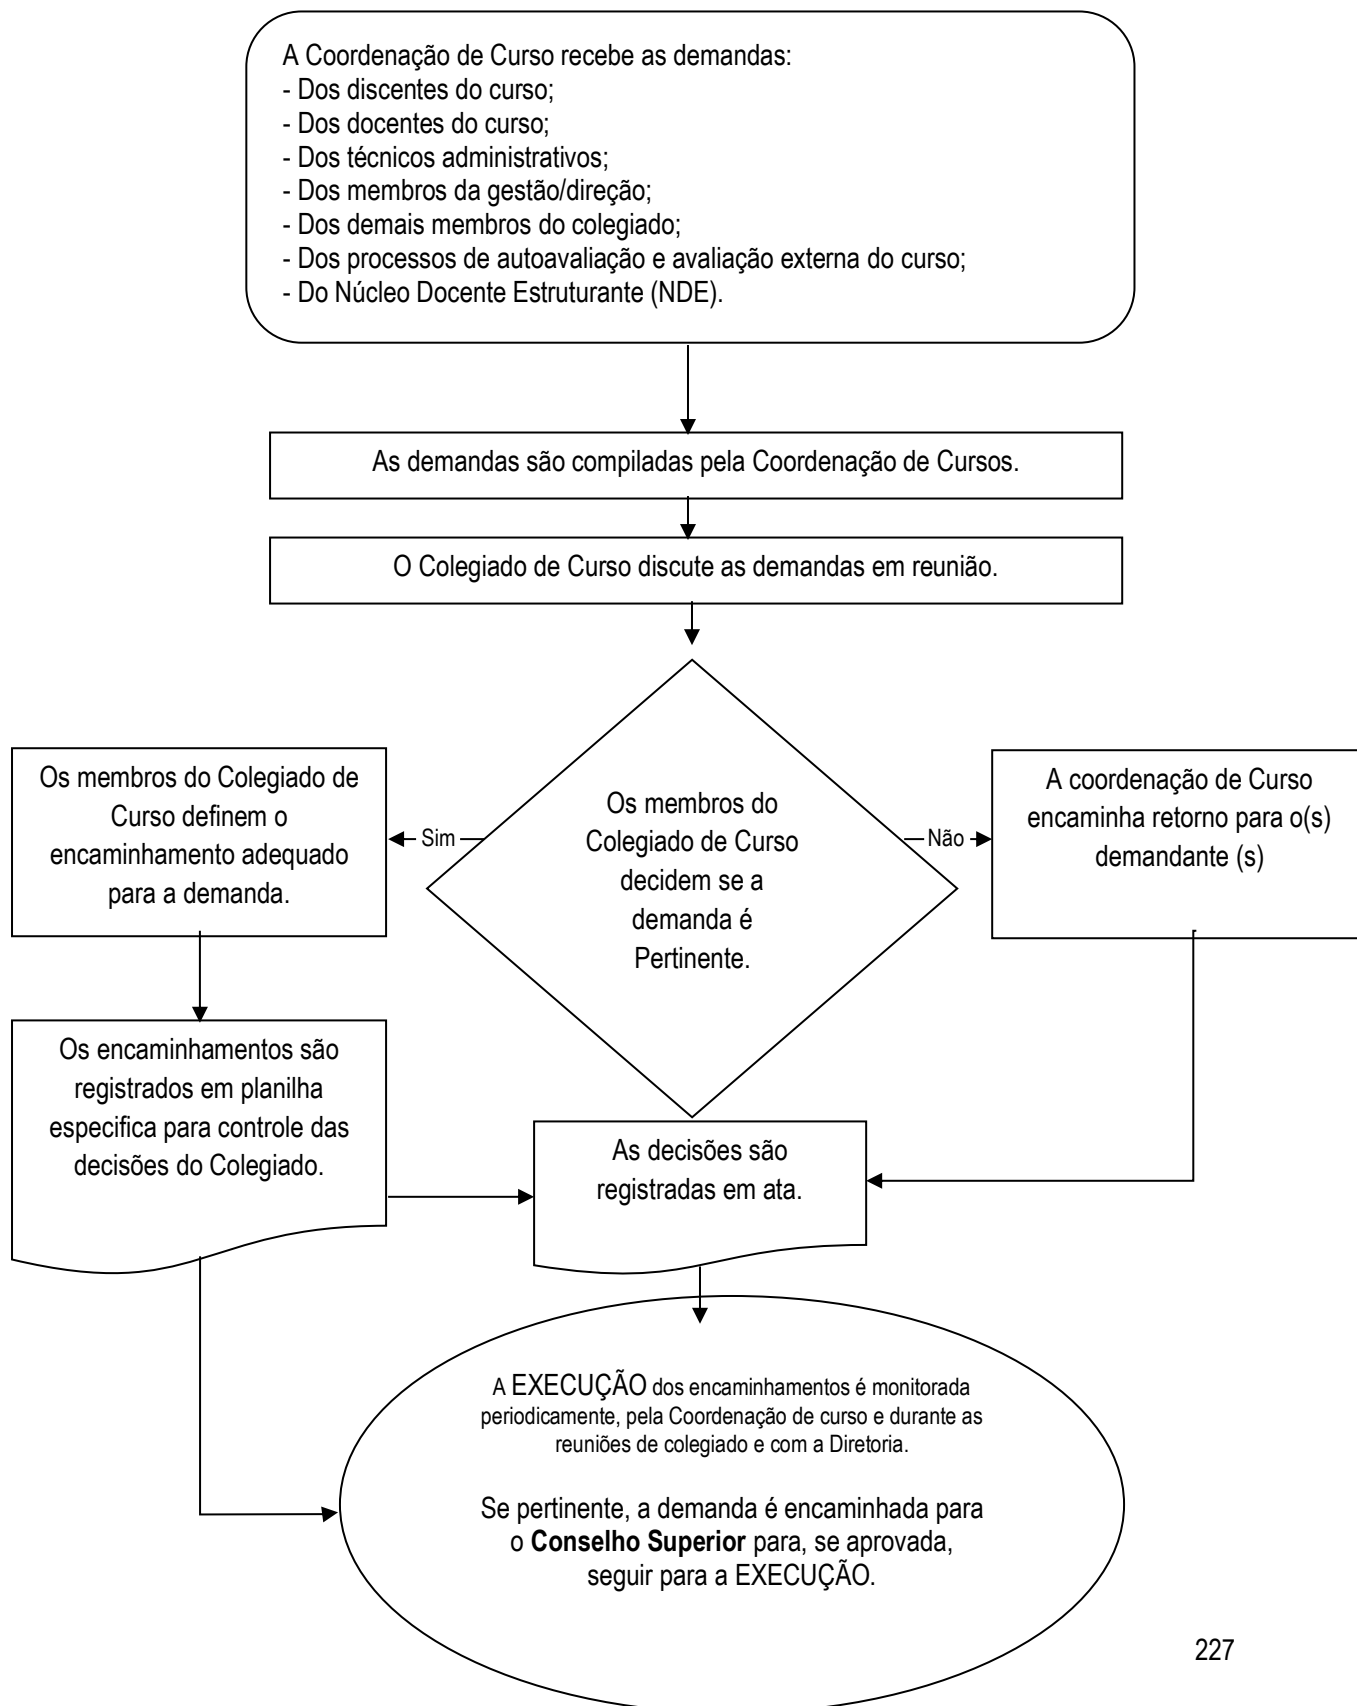 A Coordenação de Curso recebe as demandas:
- Dos discentes do curso;
- Dos docentes do curso;
- Dos técnicos administrativos;
- Dos membros da gestão/direção;
- Dos demais membros do colegiado;
- Dos processos de autoavaliação e avaliação externa do curso;
- Do Núcleo Docente Estruturante (NDE).
As demandas são compiladas pela Coordenação de Cursos.
O Colegiado de Curso discute as demandas em reunião.
Os membros do Colegiado de
Curso definem o
encaminhamento adequado
para a demanda.
Sim
Os membros do
Colegiado de Curso
decidem se a
demanda é
Pertinente.
Não
A coordenação de Curso
encaminha retorno para o(s)
demandante (s)
Os encaminhamentos são
registrados em planilha
especifica para controle das
decisões do Colegiado.
As decisões são
registradas em ata.
A EXECUÇÃO dos encaminhamentos é monitorada
periodicamente, pela Coordenação de curso e durante as
reuniões de colegiado e com a Diretoria.
Se pertinente, a demanda é encaminhada para
o Conselho Superior para, se aprovada,
seguir para a EXECUÇÃO.
227